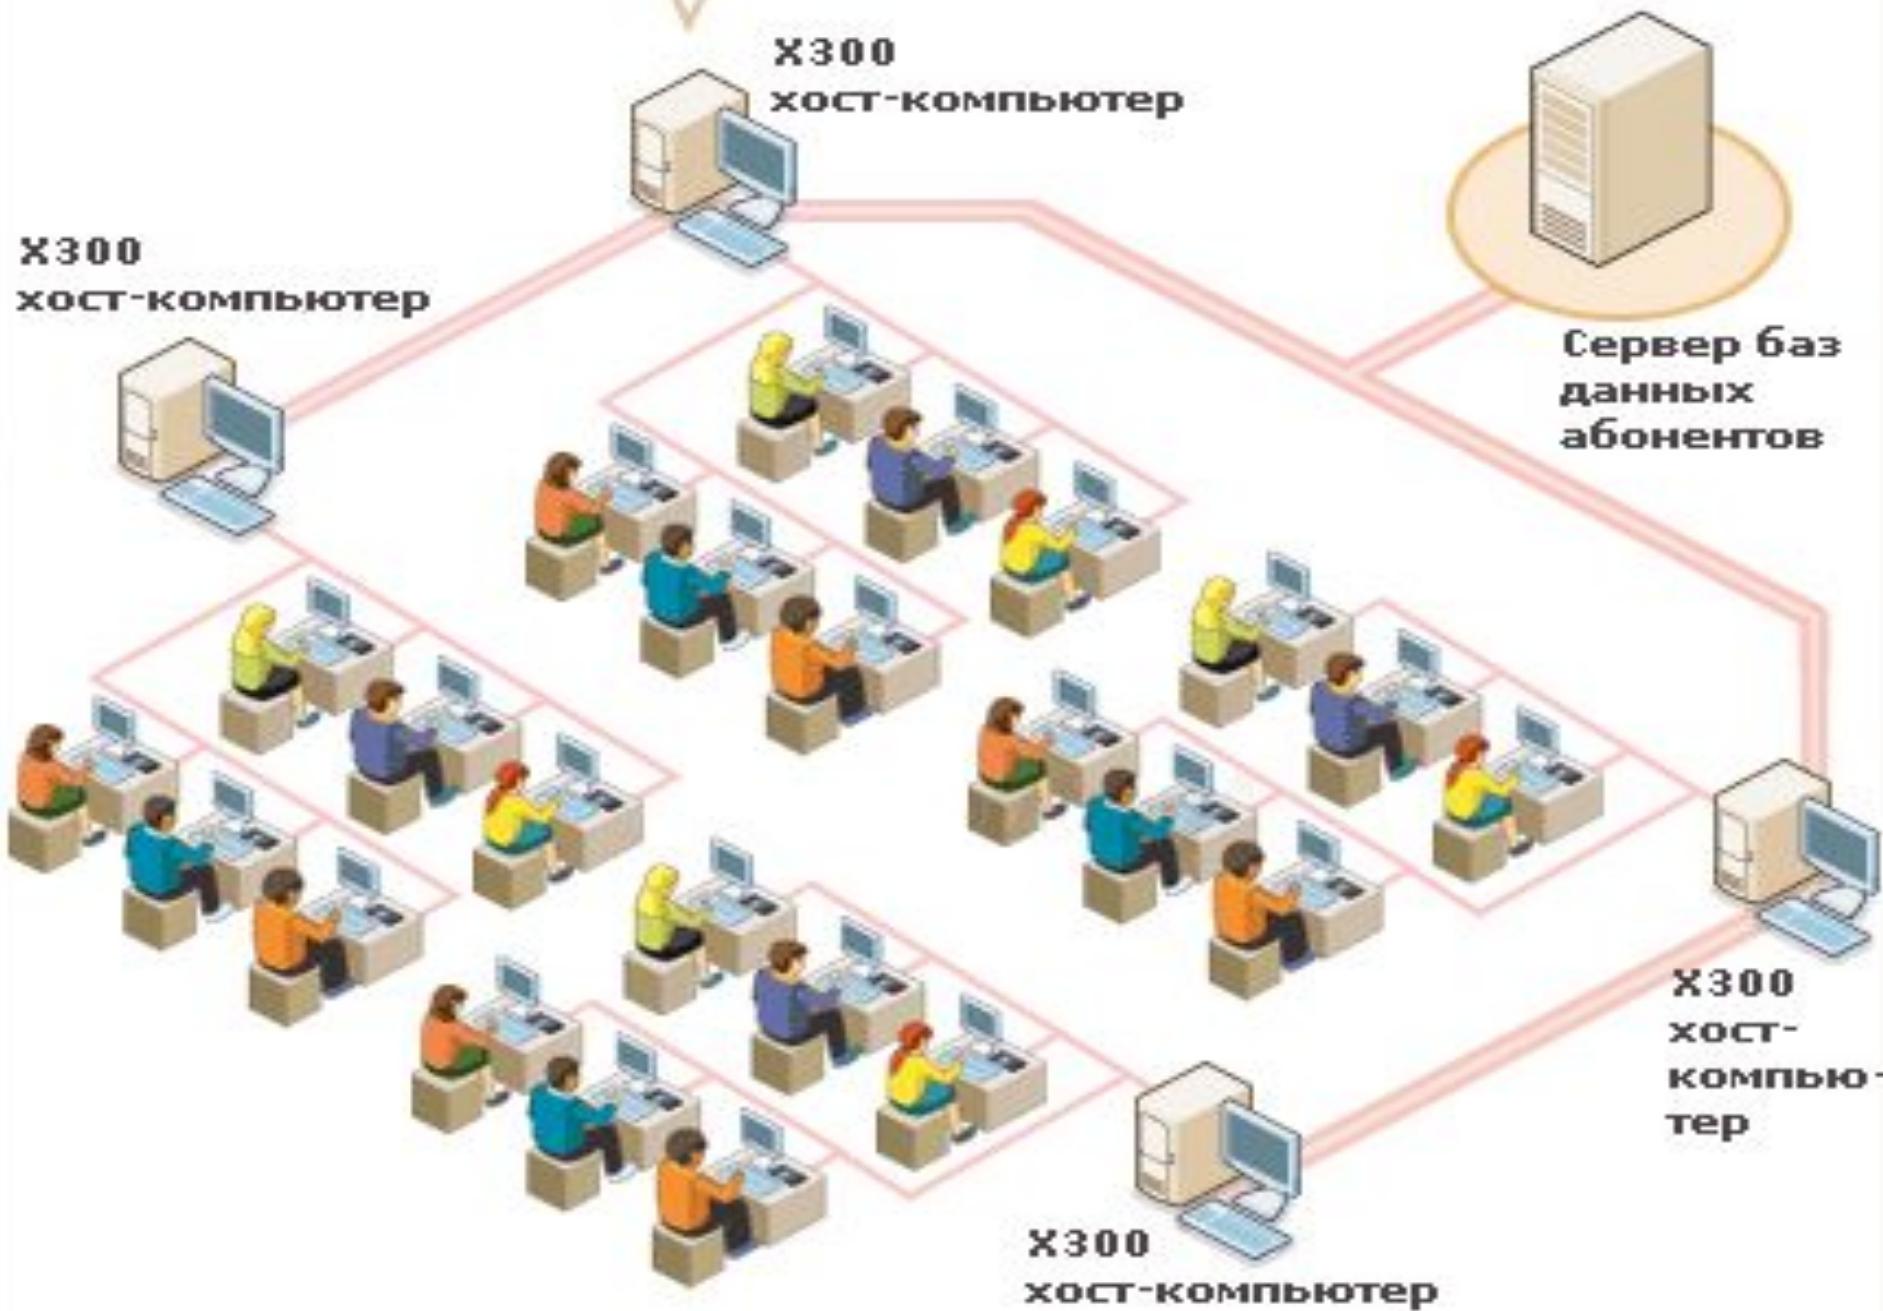 X300
хост-компьютер
X300
хост-компьютер
Сервер баз
данных
абонентов
X300
хост-
компью-
тер
X300
хост-компьютер